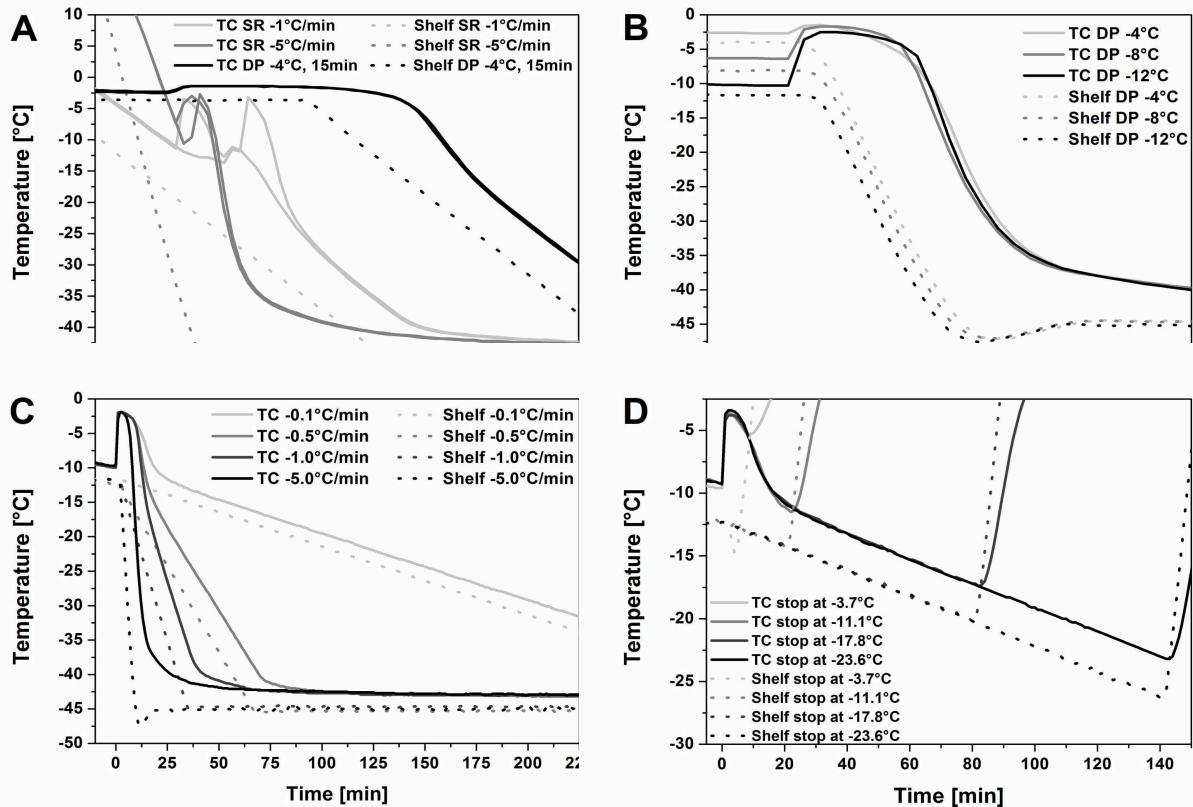 A
TC SR -1°C/min
TC SR -5°C/min
TC DP -4°C, 15min
Shelf SR -1°C/min
Shelf SR -5°C/min
Shelf DP -4°C, 15min
Temperature [°C]
10
5
0
-5
-10
-15
-20
-25
-30
-35
-40
B
TC DP -4°C
TC DP -8°C
TC DP -12°C
Shelf DP -4°C
Shelf DP -8°C
Shelf DP -12°C
Temperature [°C]
0
-5
-10
-15
-20
-25
-30
-35
-40
-45
C
TC -0.1°C/min
TC -0.5°C/min
TC -1.0°C/min
TC -5.0°C/min
Shelf -0.1°C/min
Shelf -0.5°C/min
Shelf -1.0°C/min
Shelf -5.0°C/min
Temperature [°C]
0
-5
-10
-15
-20
-25
-30
-35
-40
-45
-50
0 25 50 75 100 125 150 175 200 22
Time [min]
D
TC stop at -3.7°C
TC stop at -11.1°C
TC stop at -17.8°C
TC stop at -23.6°C
Shelf stop at -3.7°C
Shelf stop at -11.1°C
Shelf stop at -17.8°C
Shelf stop at -23.6°C
Temperature [°C]
-5
-10
-15
-20
-25
-30
0 20 40 60 80 100 120 140
Time [min]